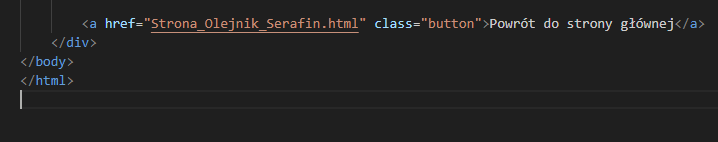 <a href="Strona_Olejnik_Serafin.html" class="button">Powrót do strony głównej</a>
</div>
</body>
</html>